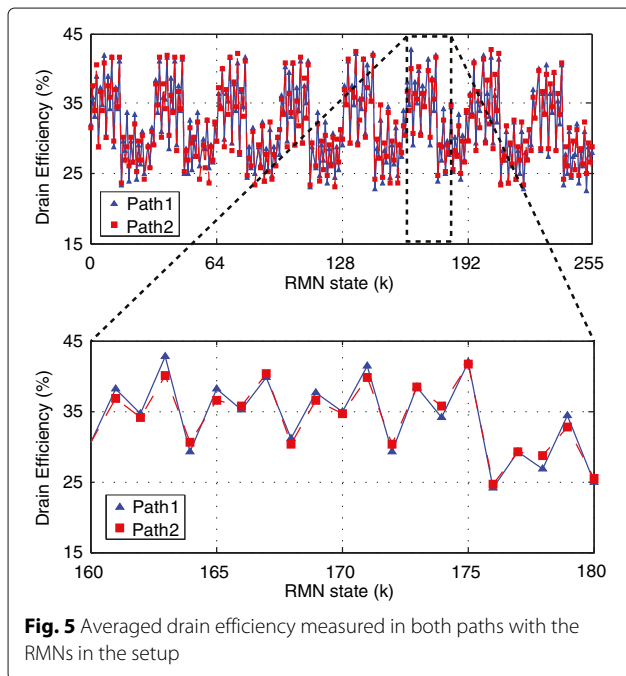 45
35
25
15
Drain Efficiency (%)
Path1
Path2
0 64 128 192 255
RMN state (k)
45
35
25
15
Drain Efficiency (%)
Path1
Path2
160 165 170 175 180
RMN state (k)
Fig. 5 Averaged drain efficiency measured in both paths with the
RMNs in the setup